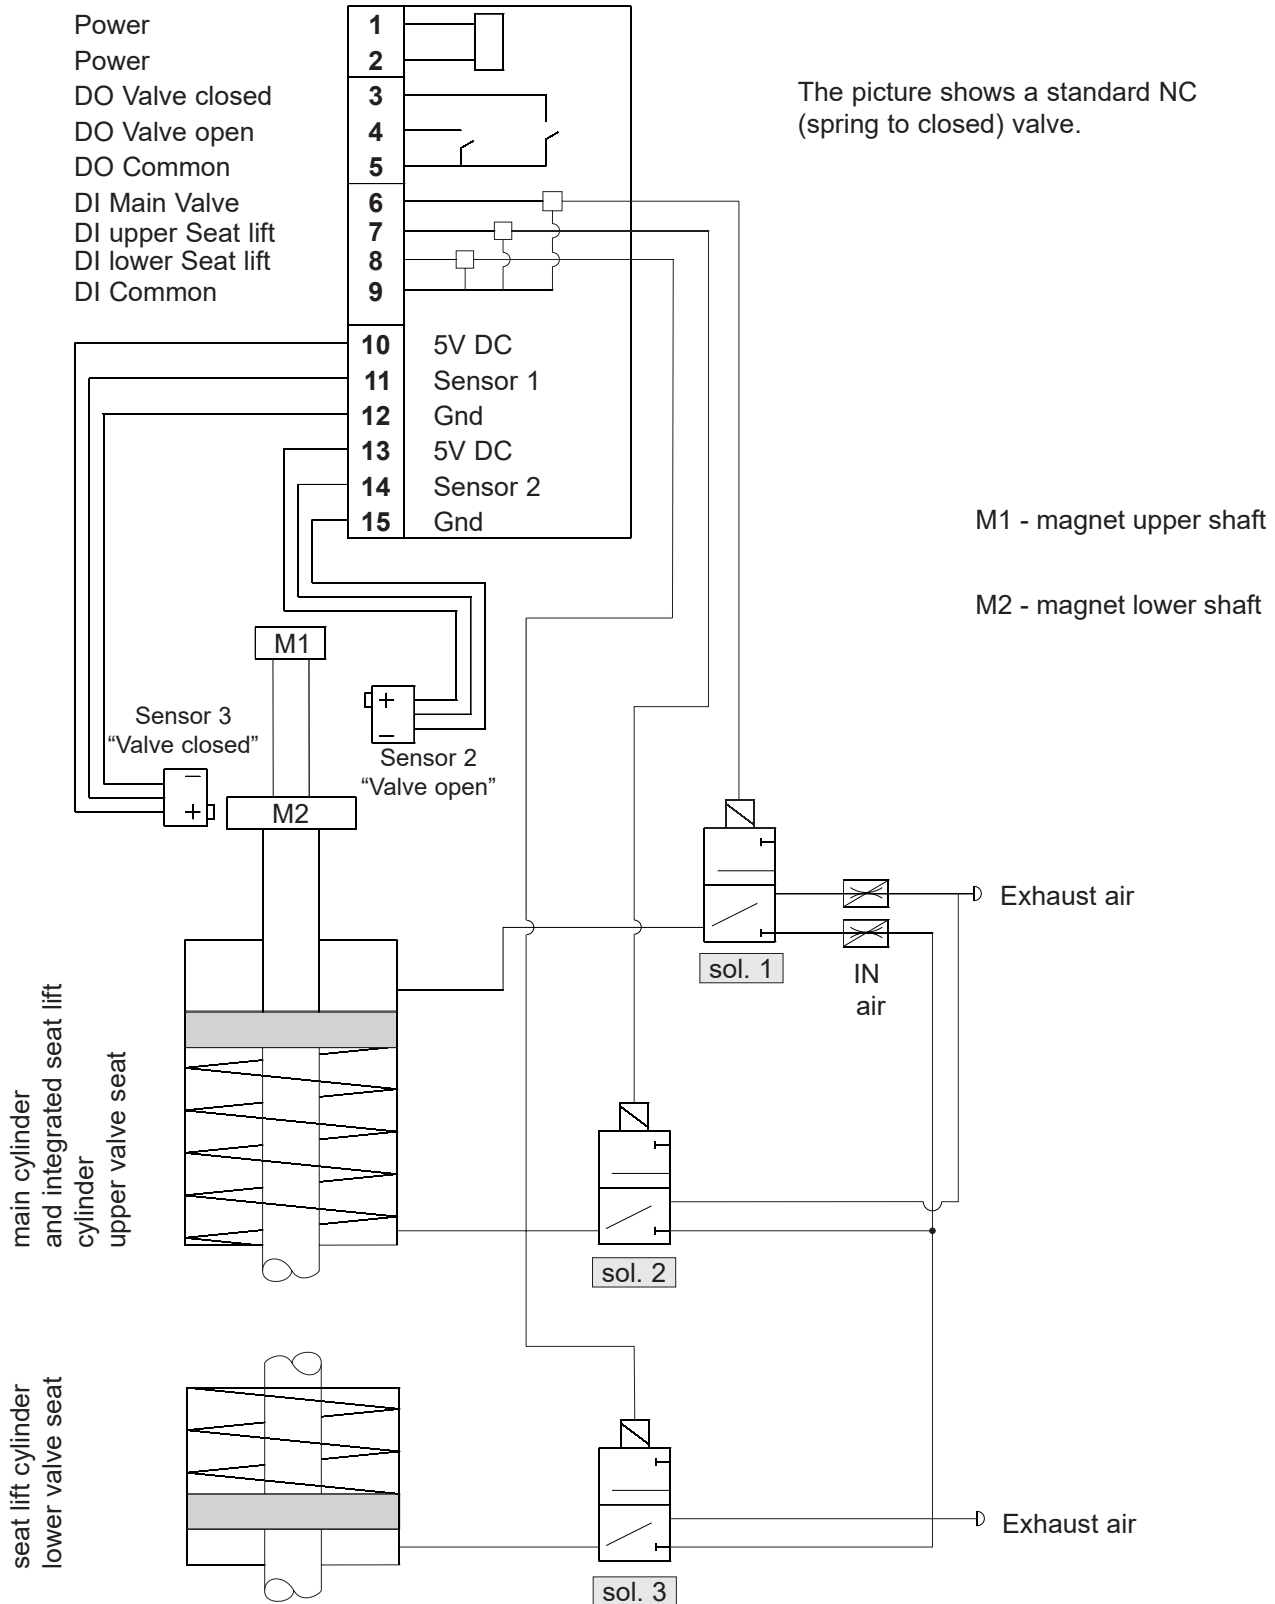 Power 1
Power 2
DO Valve closed 3
DO Valve open 4
DO Common 5
DI Main Valve 6
DI upper Seat lift 7
DI lower Seat lift 8
DI Common 9
10 5V DC
11 Sensor 1
12 Gnd
13 5V DC
14 Sensor 2
15 Gnd
The picture shows a standard NC
(spring to closed) valve.
M1 - magnet upper shaft
M2 - magnet lower shaft
M1
Sensor 3
“Valve closed”
+
–
Sensor 2
“Valve open”
–
+
M2
Exhaust air
sol. 1
IN
air
main cylinder
and integrated seat lift
cylinder
upper valve seat
sol. 2
seat lift cylinder
lower valve seat
Exhaust air
sol. 3